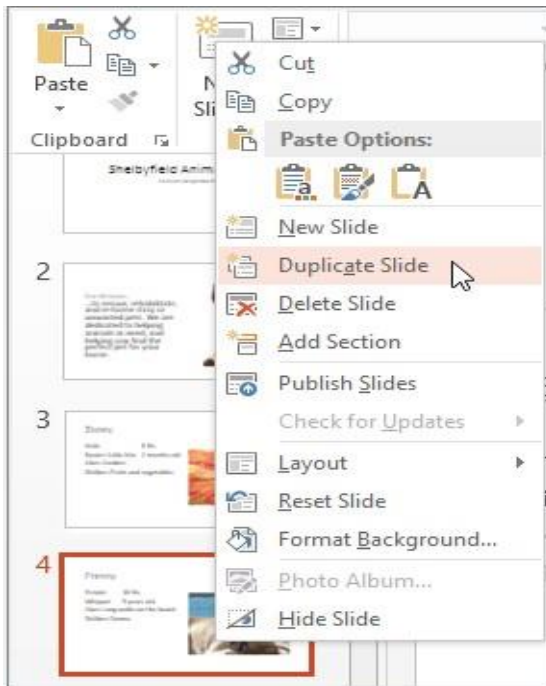 Paste
N
Sli
Clipboard
Shelbyfield Anim
2
3
4
Cut
Copy
Paste Options:
New Slide
Duplicate Slide
Delete Slide
Add Section
Publish Slides
Check for Updates
Layout
Reset Slide
Format Background...
Photo Album...
Hide Slide